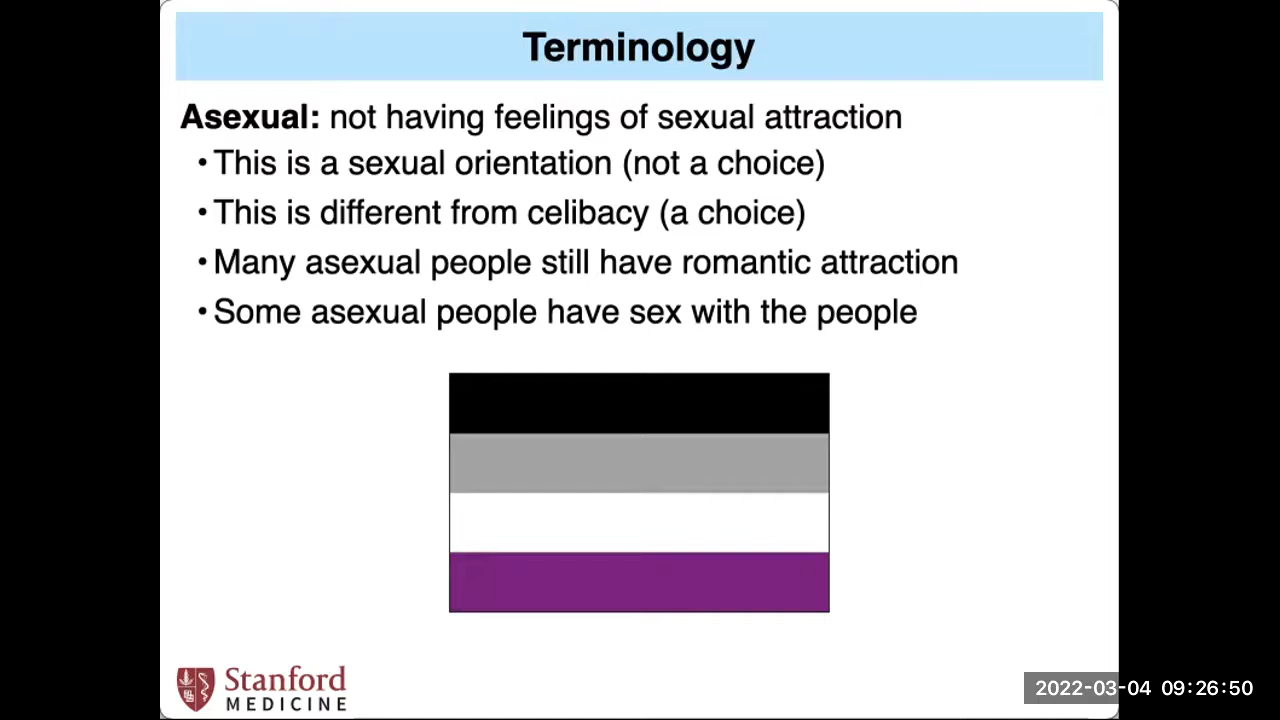 Terminology
Asexual: not having feelings of sexual attraction
• This is a sexual orientation (not a choice)
• This is different from celibacy (a choice)
• Many asexual people still have romantic attraction
• Some asexual people have sex with the people
Stanford
MEDICINE
2022-03-04 09:26:50